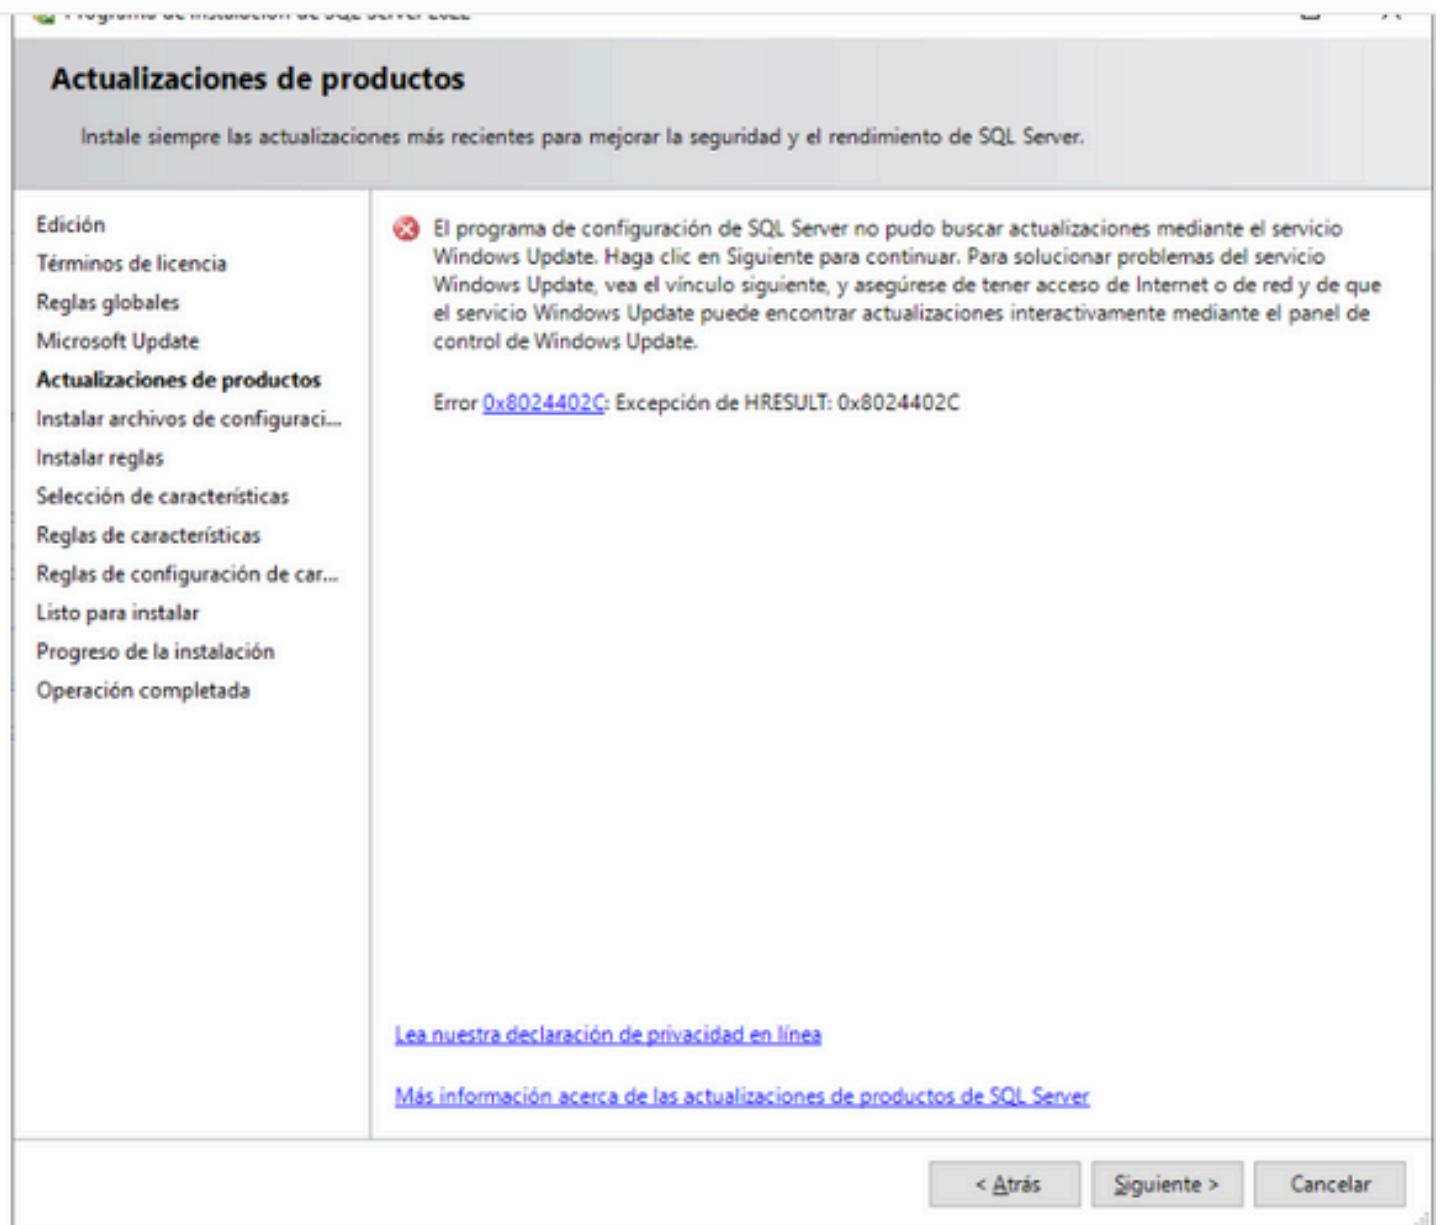 Programa de instalación de SQL Server 2022
Actualizaciones de productos
Instale siempre las actualizaciones más recientes para mejorar la seguridad y el rendimiento de SQL Server.
Edición
Términos de licencia
Reglas globales
Microsoft Update
Actualizaciones de productos
Instalar archivos de configuraci...
Instalar reglas
Selección de características
Reglas de características
Reglas de configuración de car...
Listo para instalar
Progreso de la instalación
Operación completada
El programa de configuración de SQL Server no pudo buscar actualizaciones mediante el servicio
Windows Update. Haga clic en Siguiente para continuar. Para solucionar problemas del servicio
Windows Update, vea el vínculo siguiente, y asegúrese de tener acceso de Internet o de red y de que
el servicio Windows Update puede encontrar actualizaciones interactivamente mediante el panel de
control de Windows Update.
Error 0x8024402C: Excepción de HRESULT: 0x8024402C
Lea nuestra declaración de privacidad en línea
Más información acerca de las actualizaciones de productos de SQL Server
< Atrás
Siguiente >
Cancelar